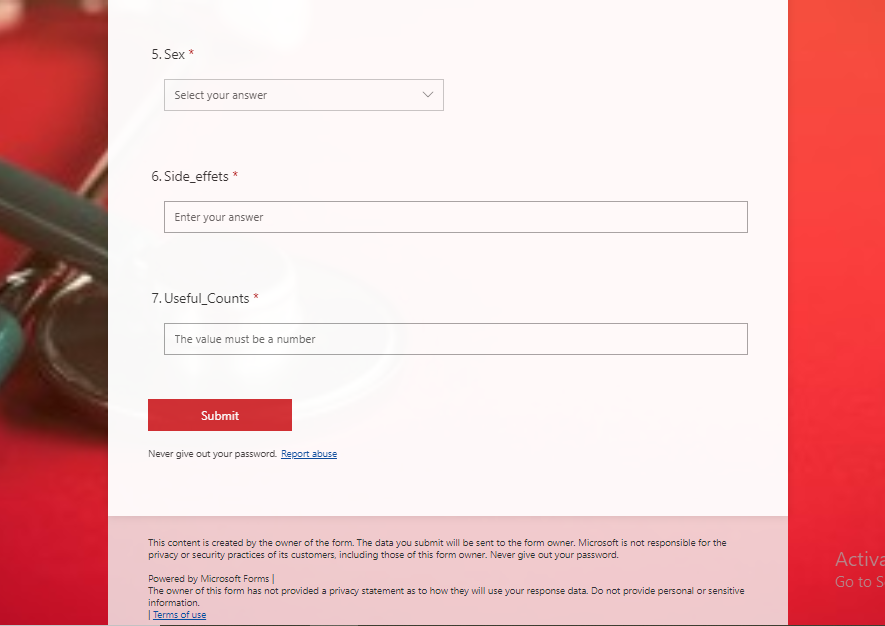 5. Sex *
Select your answer
6. Side_effets *
Enter your answer
7. Useful_Counts *
The value must be a number
Submit
Never give out your password. Report abuse
This content is created by the owner of the form. The data you submit will be sent to the form owner. Microsoft is not responsible for the
privacy or security practices of its customers, including those of this form owner. Never give out your password.
Powered by Microsoft Forms |
The owner of this form has not provided a privacy statement as to how they will use your response data. Do not provide personal or sensitive
information.
| Terms of use
Activa
Go to S